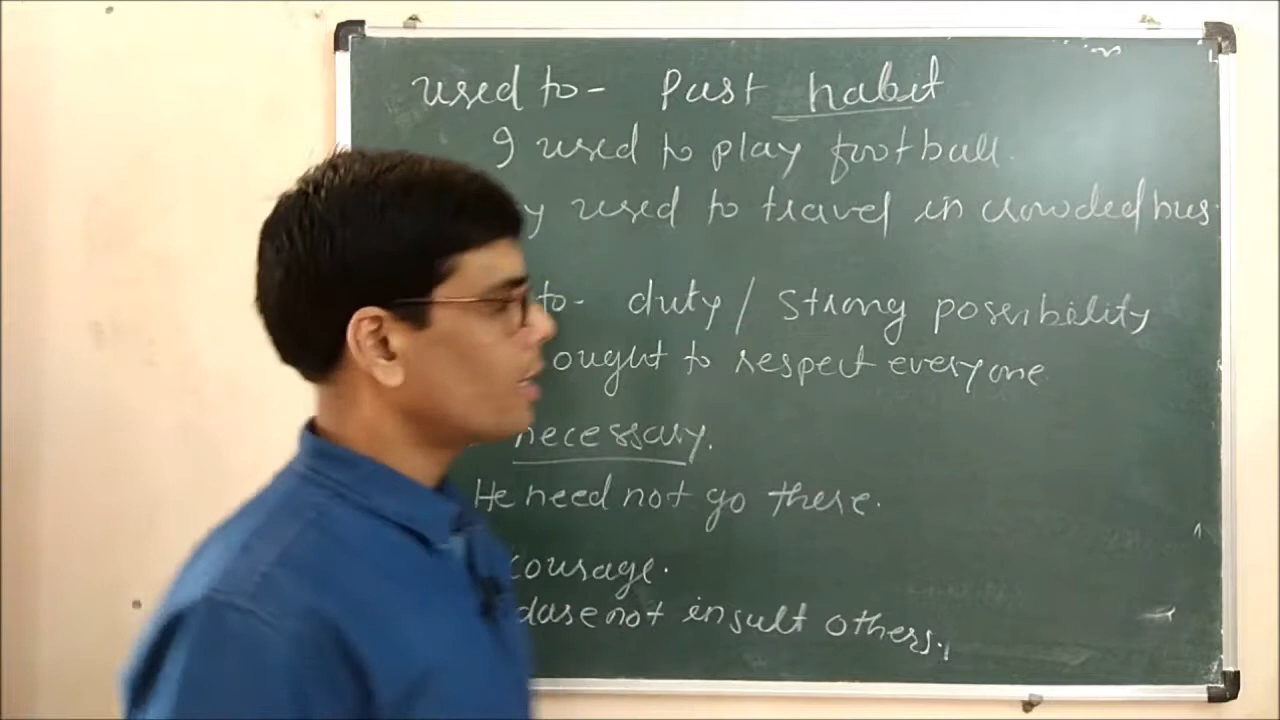 used to - Past habit
I used to play football.
y used to travel in crowded bus.
to - duty / Strong possibility
ought to respect everyone
necessary.
He need not go there.
courage.
dare not insult others.